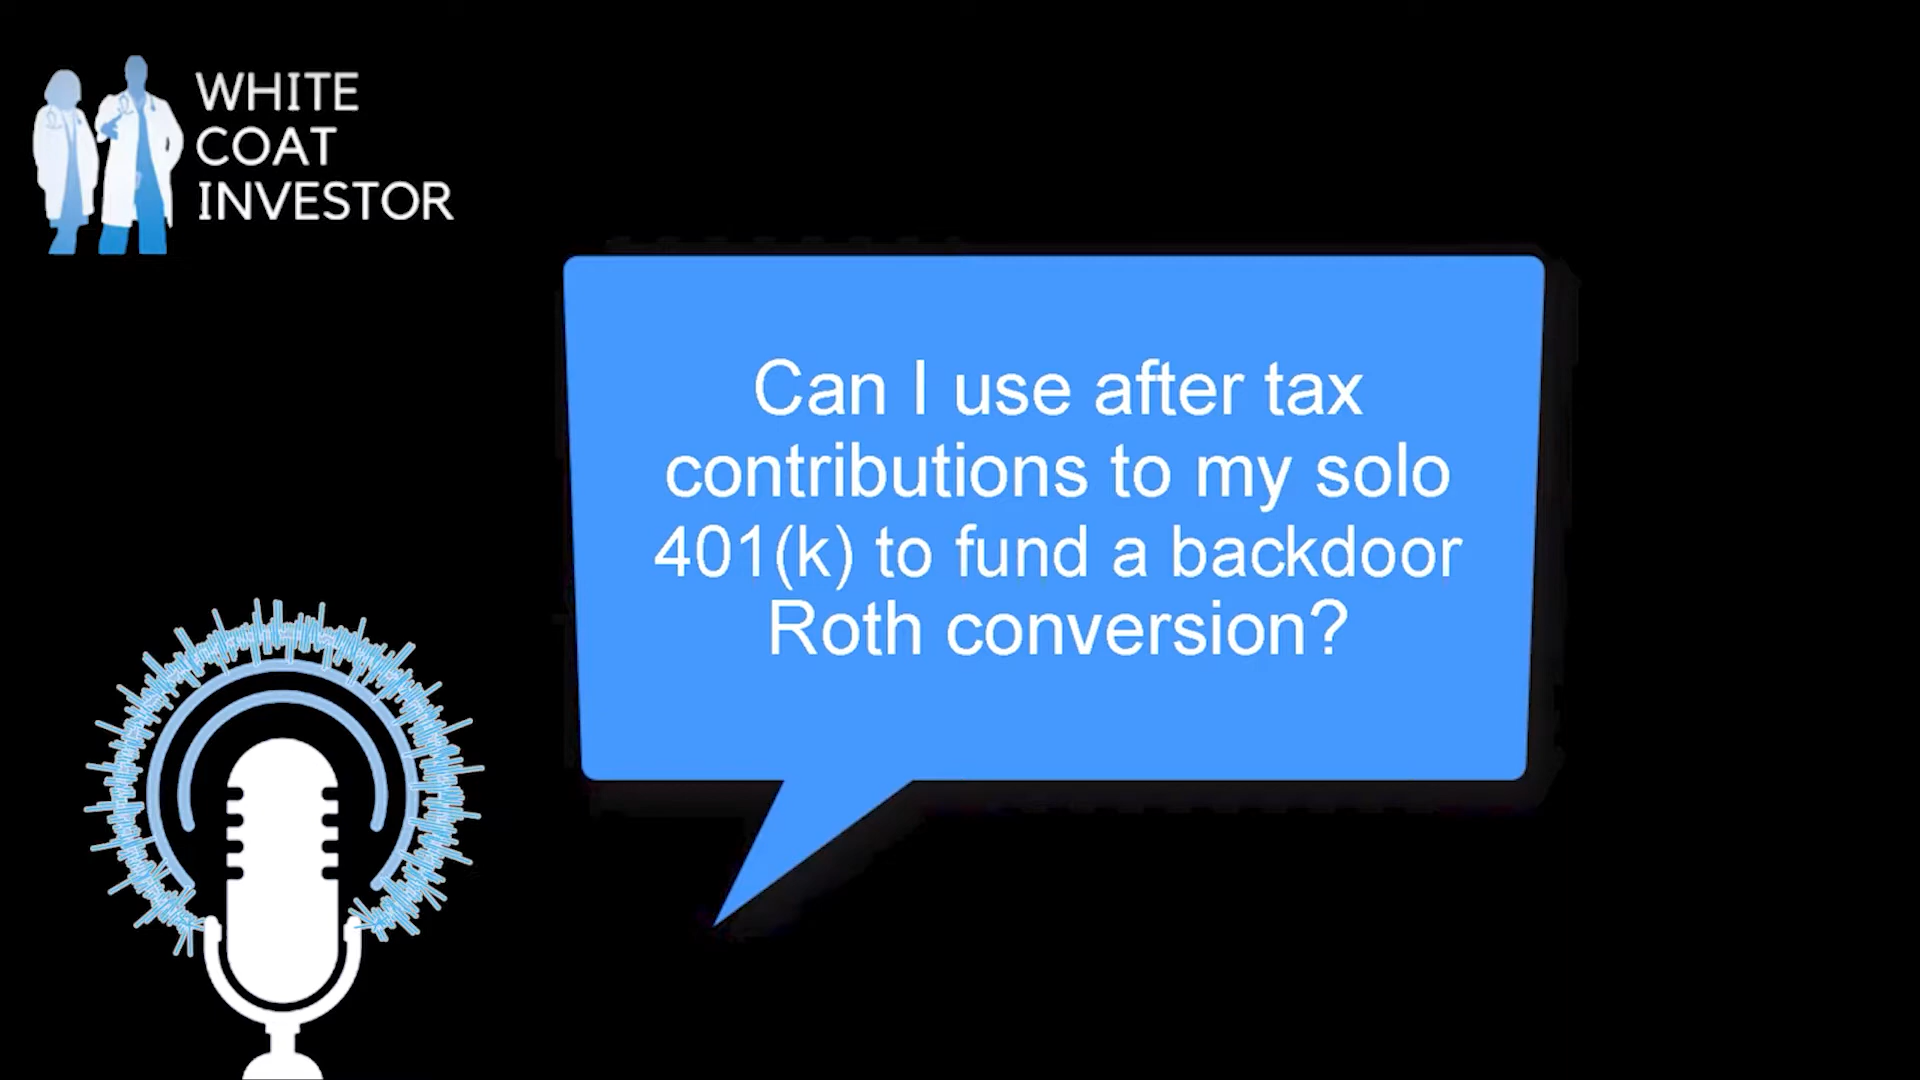 WHITE
COAT
INVESTOR
Can I use after tax
contributions to my solo
401(k) to fund a backdoor
Roth conversion?